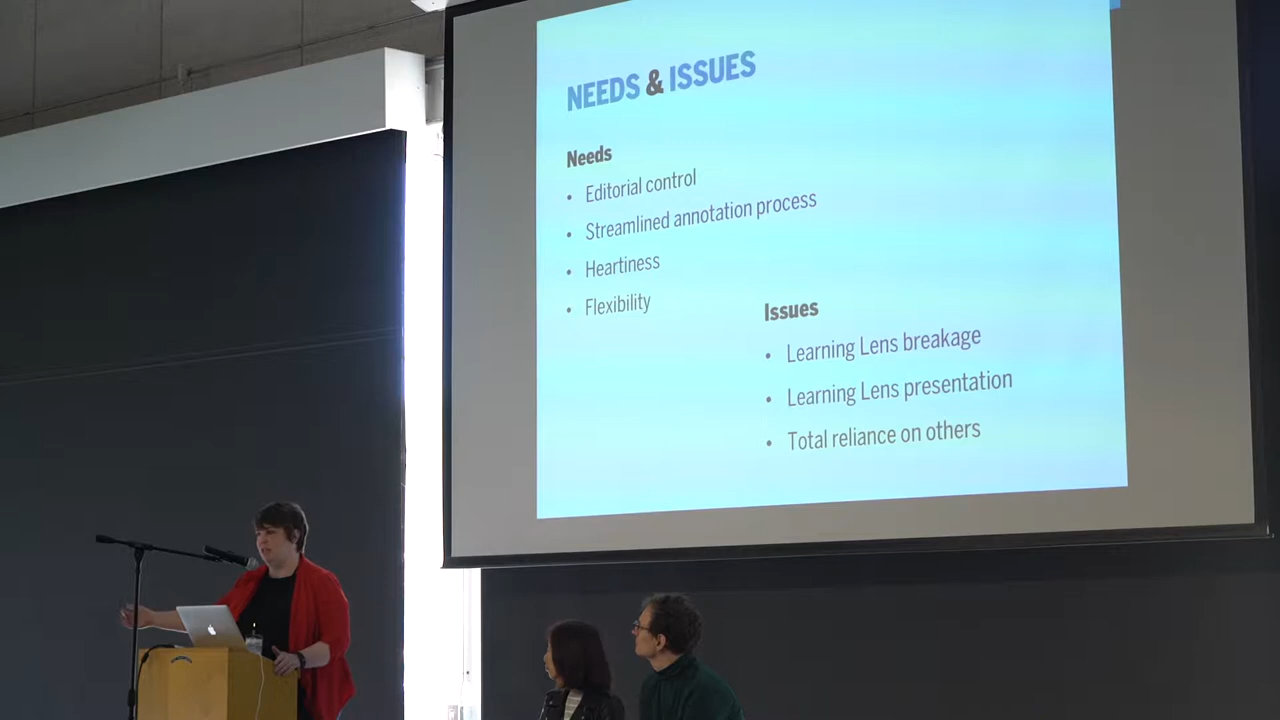 NEEDS & ISSUES
Needs
• Editorial control
• Streamlined annotation process
• Heartiness
• Flexibility
Issues
• Learning Lens breakage
• Learning Lens presentation
• Total reliance on others